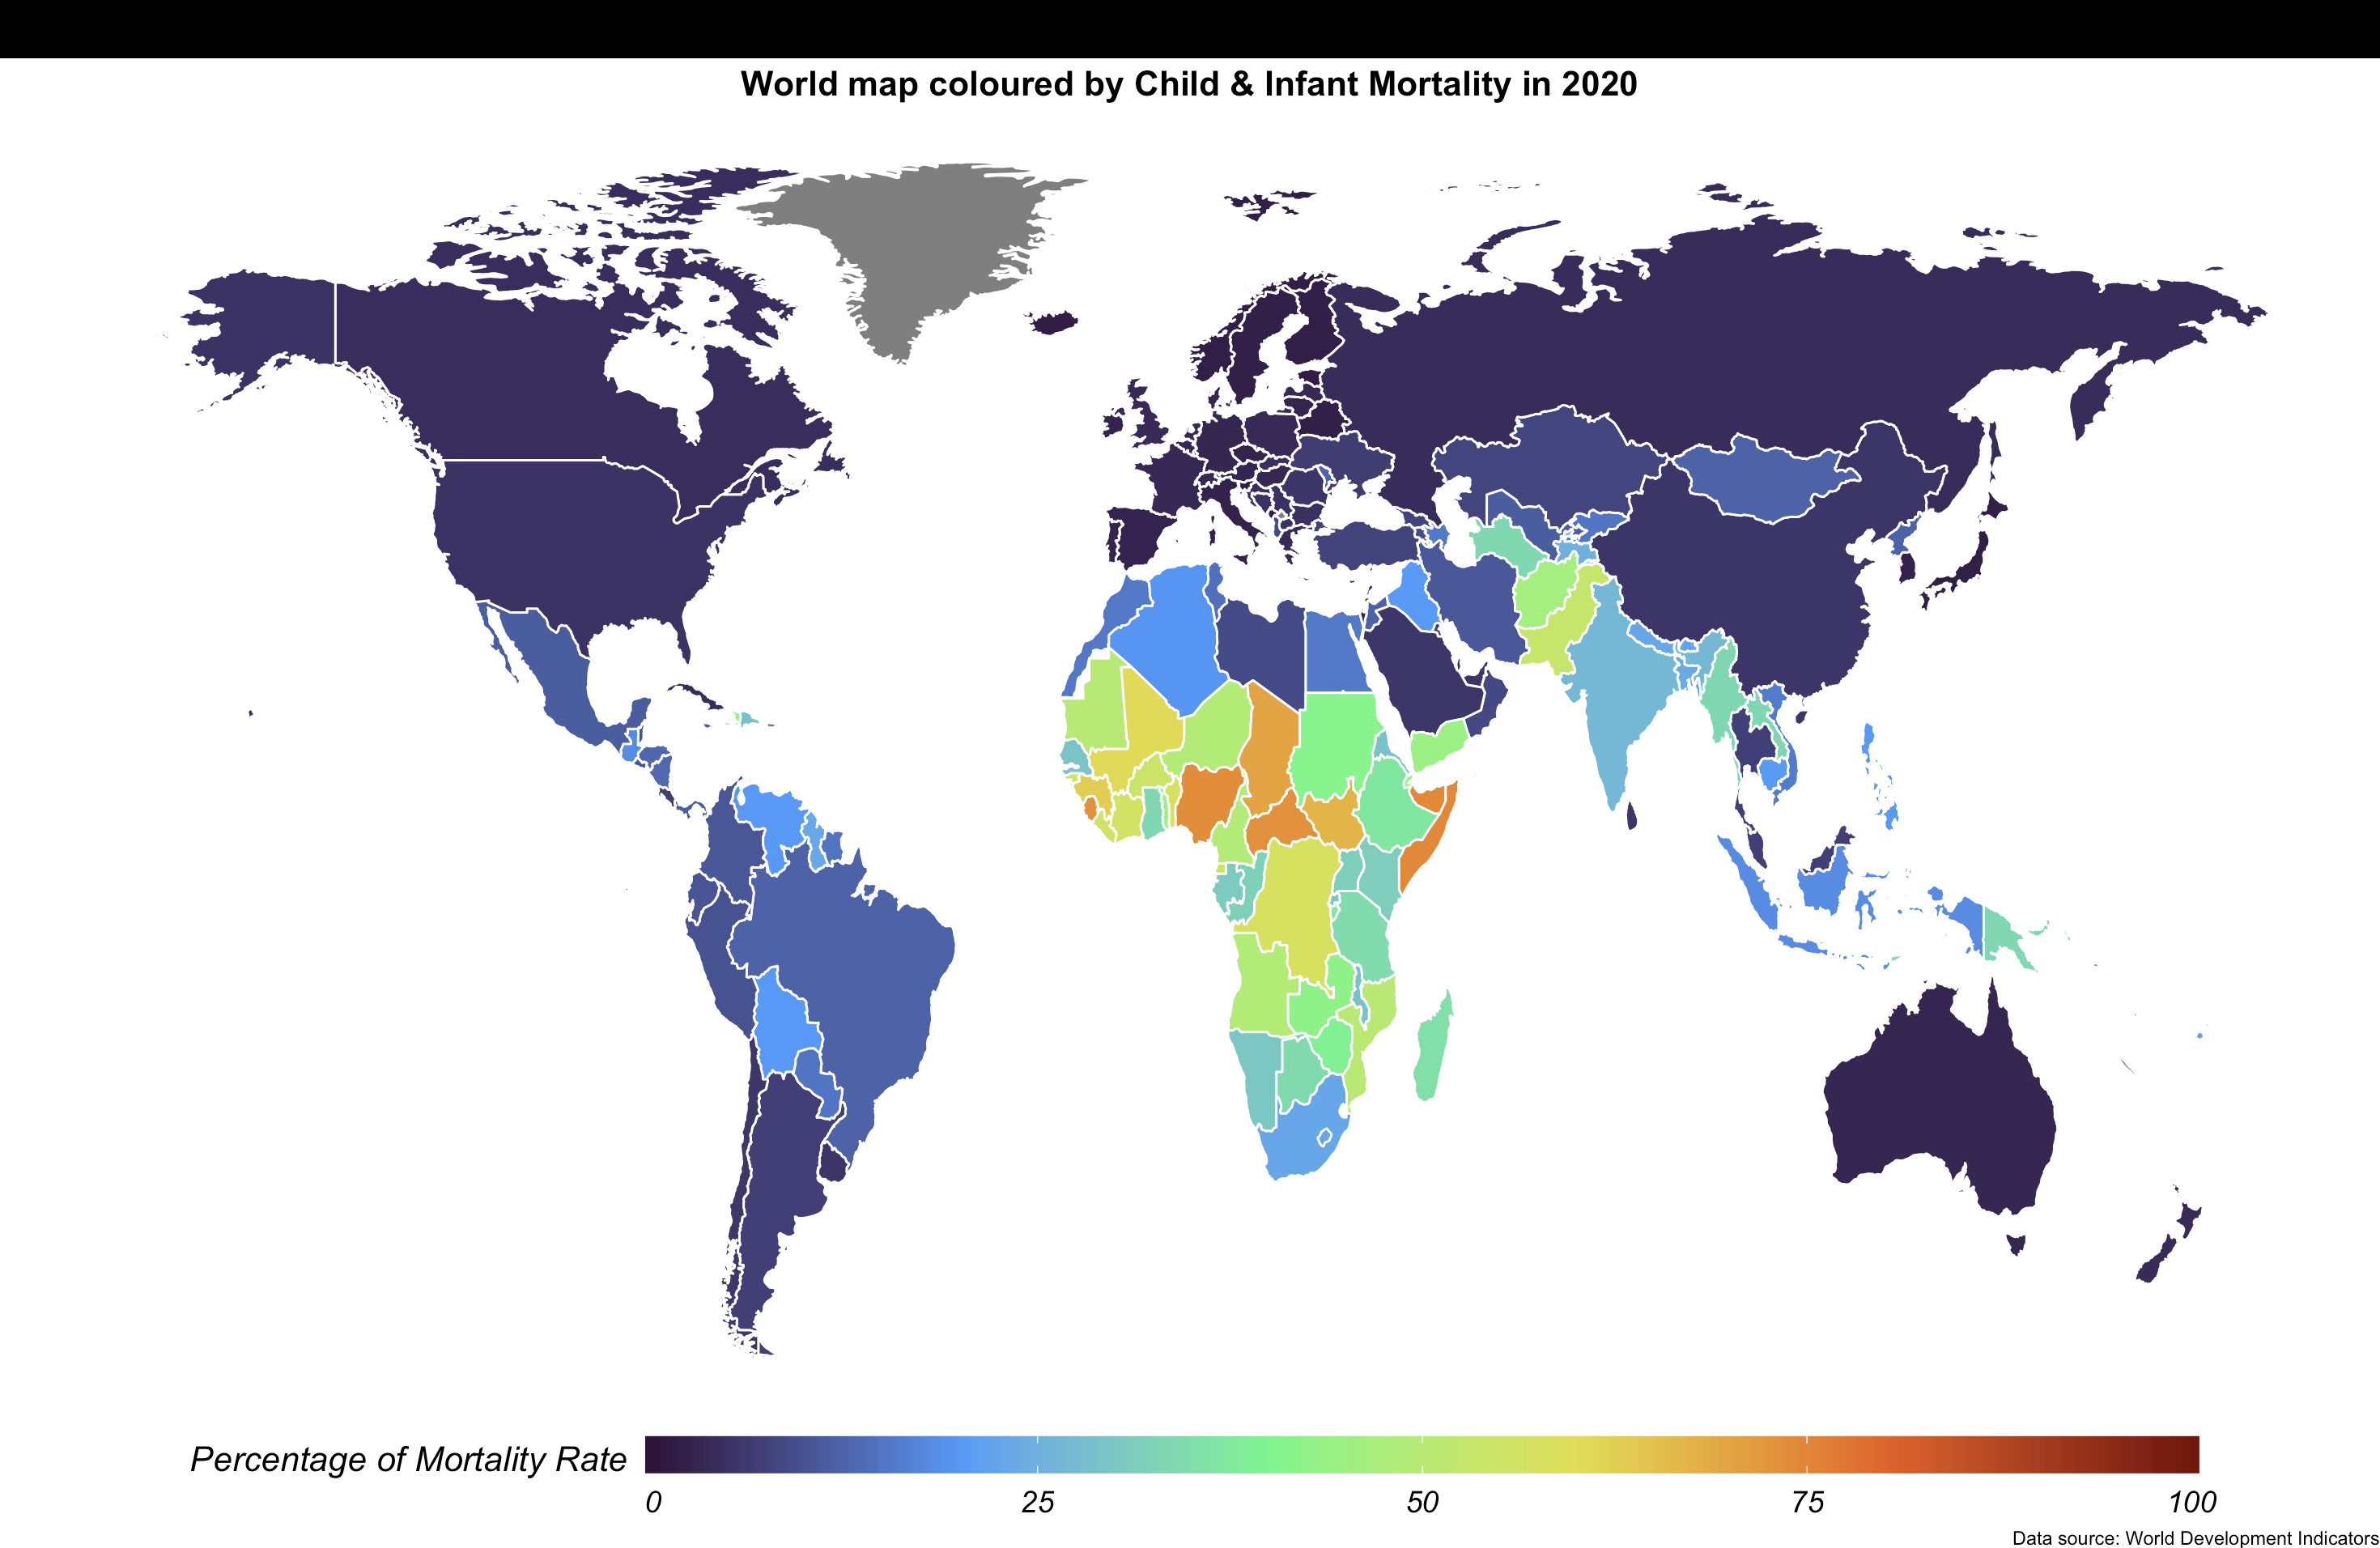 World map coloured by Child & Infant Mortality in 2020
Percentage of Mortality Rate
0 25 50 75 100
Data source: World Development Indicators